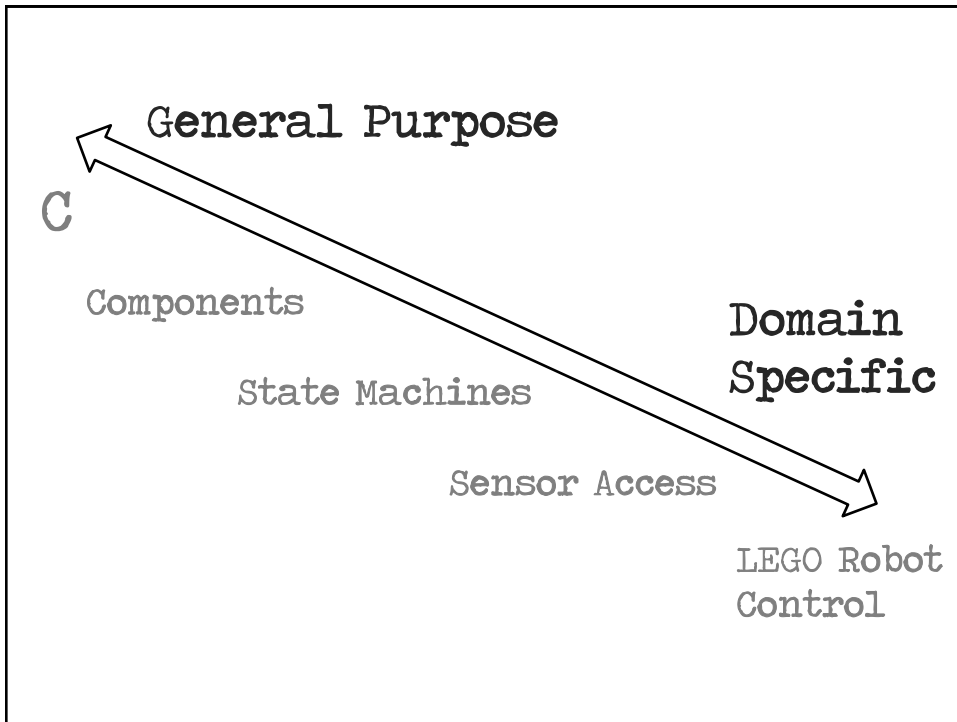 General Purpose
C
Components
Domain
Specific
State Machines
Sensor Access
LEGO Robot
Control